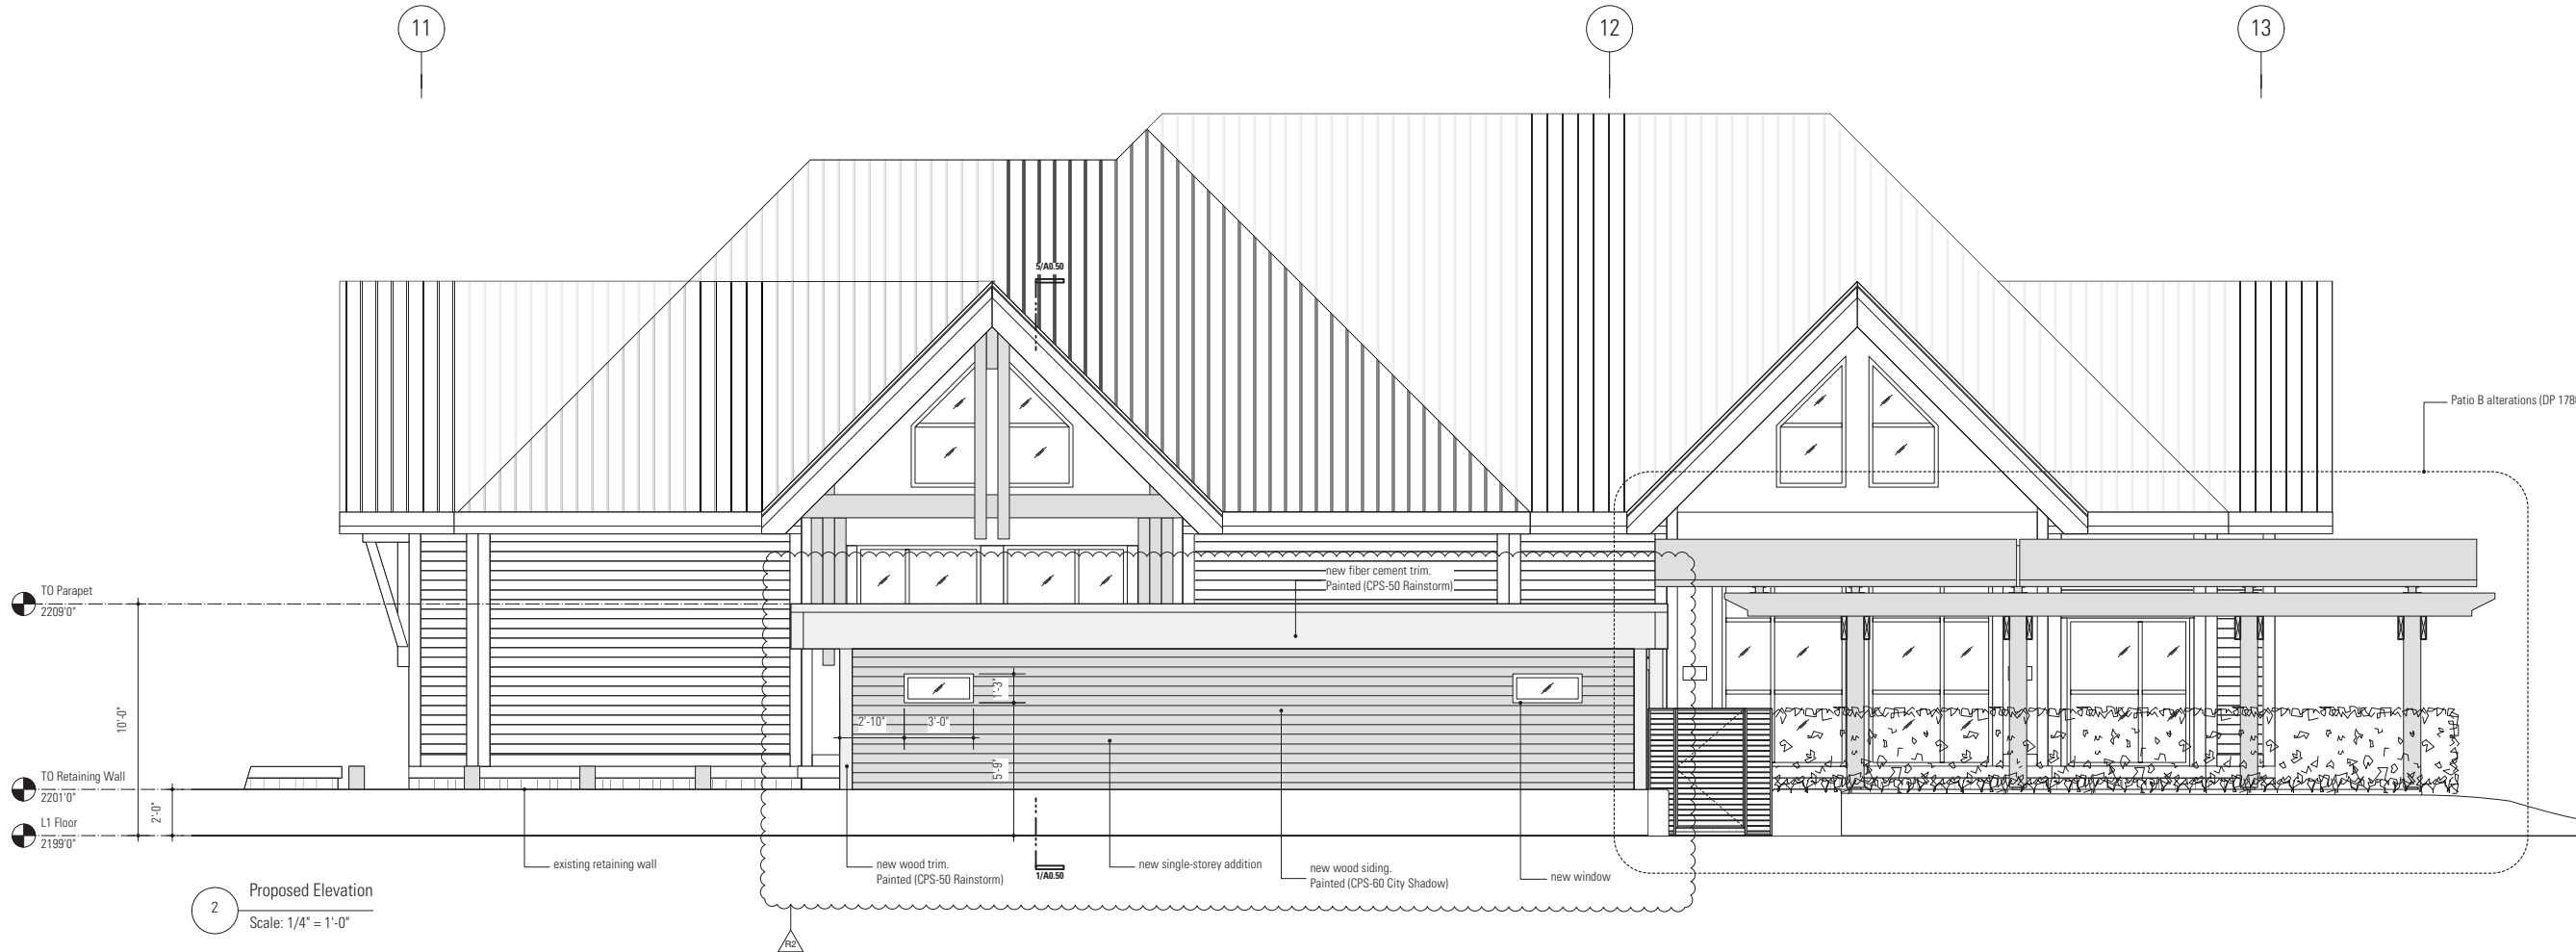 11
12
13
5/A0.50
Patio B alterations (DP 178
new fiber cement trim.
Painted (CPS-50 Rainstorm)
TO Parapet
2209'0"
1'-3"
2'-10"
3'-0"
10'-0"
5'-9"
TO Retaining Wall
2201'0"
2'-0"
L1 Floor
2199'0"
existing retaining wall
new wood trim.
Painted (CPS-50 Rainstorm)
1/A0.50
new single-storey addition
new wood siding.
Painted (CPS-60 City Shadow)
new window
2
Proposed Elevation
Scale: 1/4" = 1'-0"
R2